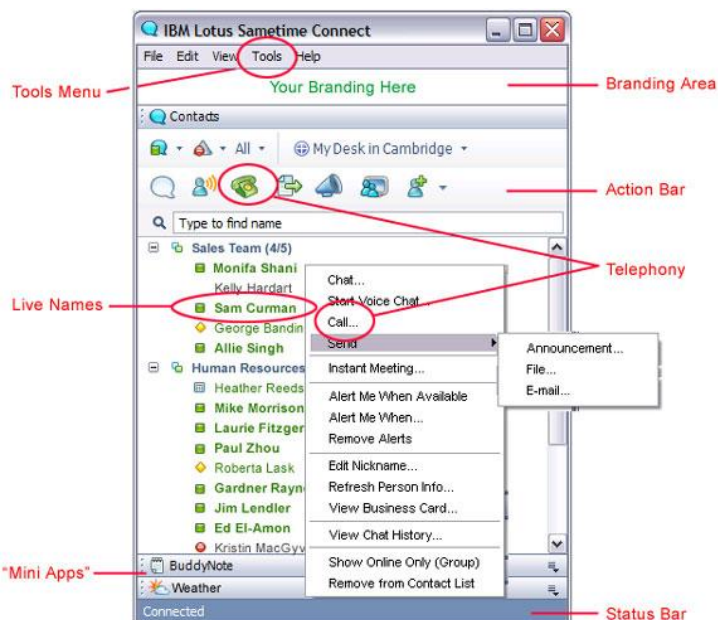 IBM Lotus Sametime Connect
File Edit View Tools Help
Tools Menu
Your Branding Here
Branding Area
Contacts
All
My Desk in Cambridge
Action Bar
Type to find name
Sales Team (4/5)
Monifa Shani
Kelly Hardart
Live Names
Sam Curman
George Bandin
Allie Singh
Human Resources
Heather Reeds
Mike Morrison
Laurie Fitzger
Paul Zhou
Roberta Lask
Gardner Rayn
Jim Lendler
Ed El-Amon
Kristin MacGyv
Telephony
Chat...
Start Voice Chat...
Call...
Send
Instant Meeting...
Alert Me When Available
Alert Me When...
Remove Alerts
Edit Nickname...
Refresh Person Info...
View Business Card...
View Chat History...
Show Online Only (Group)
Remove from Contact List
Announcement...
File...
E-mail...
"Mini Apps"
BuddyNote
Weather
Connected
Status Bar